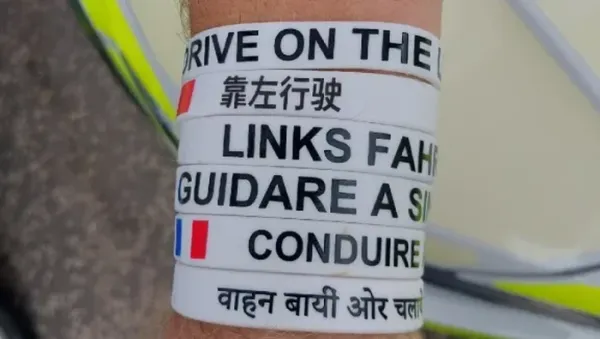 DRIVE ON THE
靠左行驶
LINKS
GUIDARE A
CONDUIRE
वाहन बायीं ओर